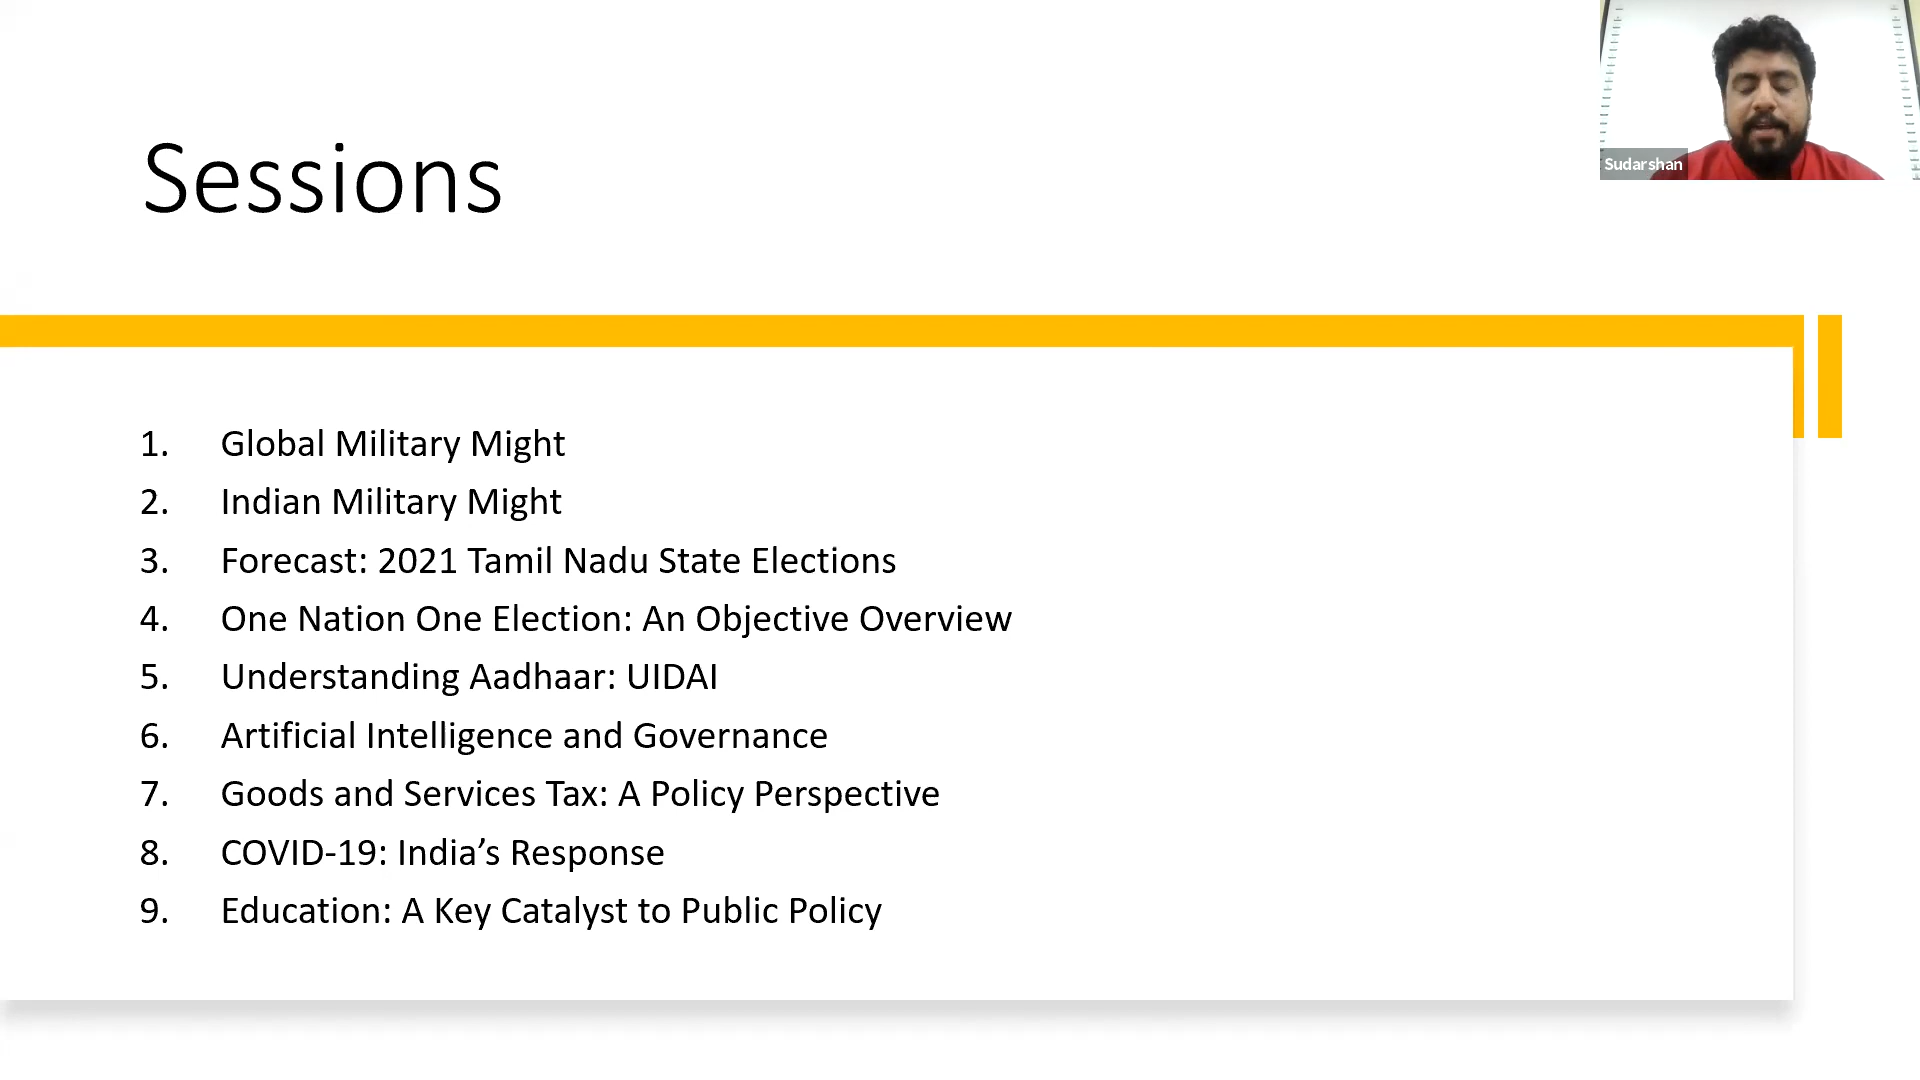 Sessions
Sudarshan
1. Global Military Might
2. Indian Military Might
3. Forecast: 2021 Tamil Nadu State Elections
4. One Nation One Election: An Objective Overview
5. Understanding Aadhaar: UIDAI
6. Artificial Intelligence and Governance
7. Goods and Services Tax: A Policy Perspective
8. COVID-19: India’s Response
9. Education: A Key Catalyst to Public Policy